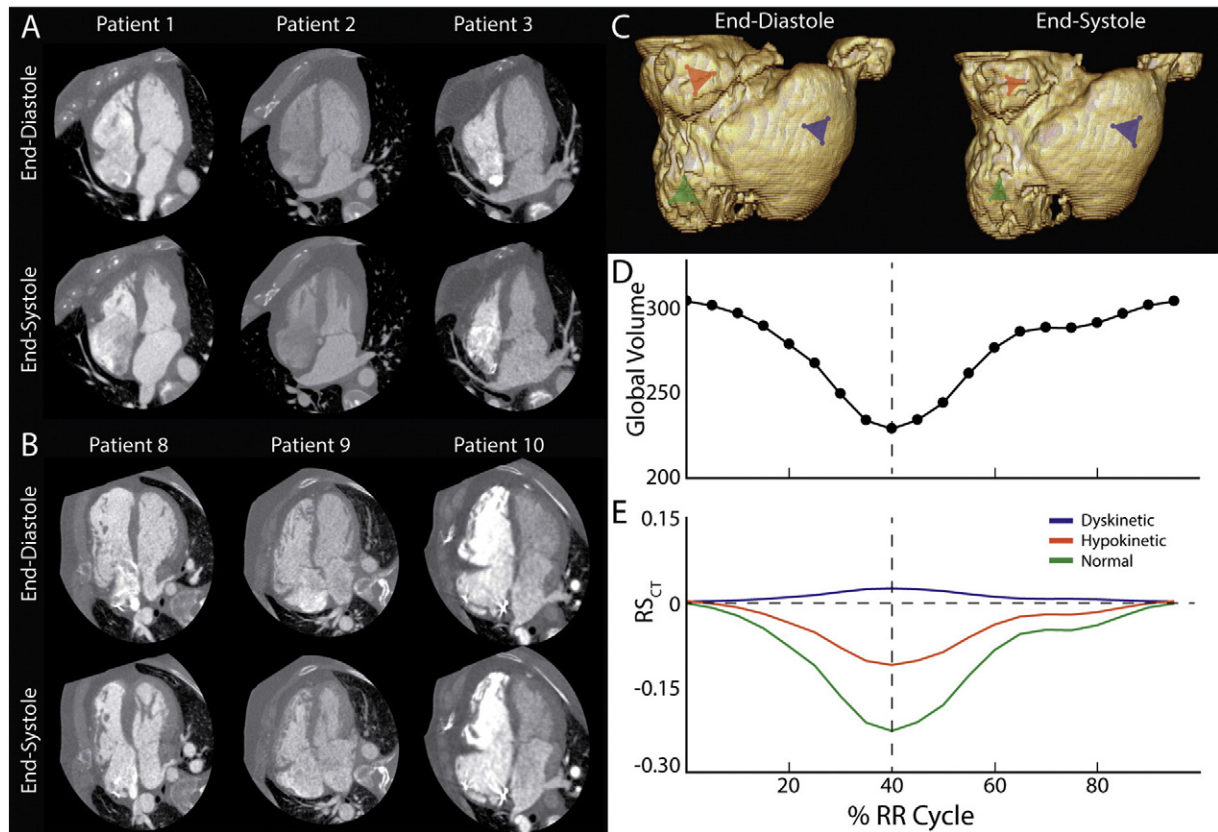 A
Patient 1
Patient 2
Patient 3
End-Diastole
End-Systole
B
Patient 8
Patient 9
Patient 10
End-Diastole
End-Systole
C
End-Diastole
End-Systole
D
Global Volume
300
250
200
E
RS_CT
0.15
0
-0.15
-0.30
Dyskinetic
Hypokinetic
Normal
20
40
60
80
% RR Cycle